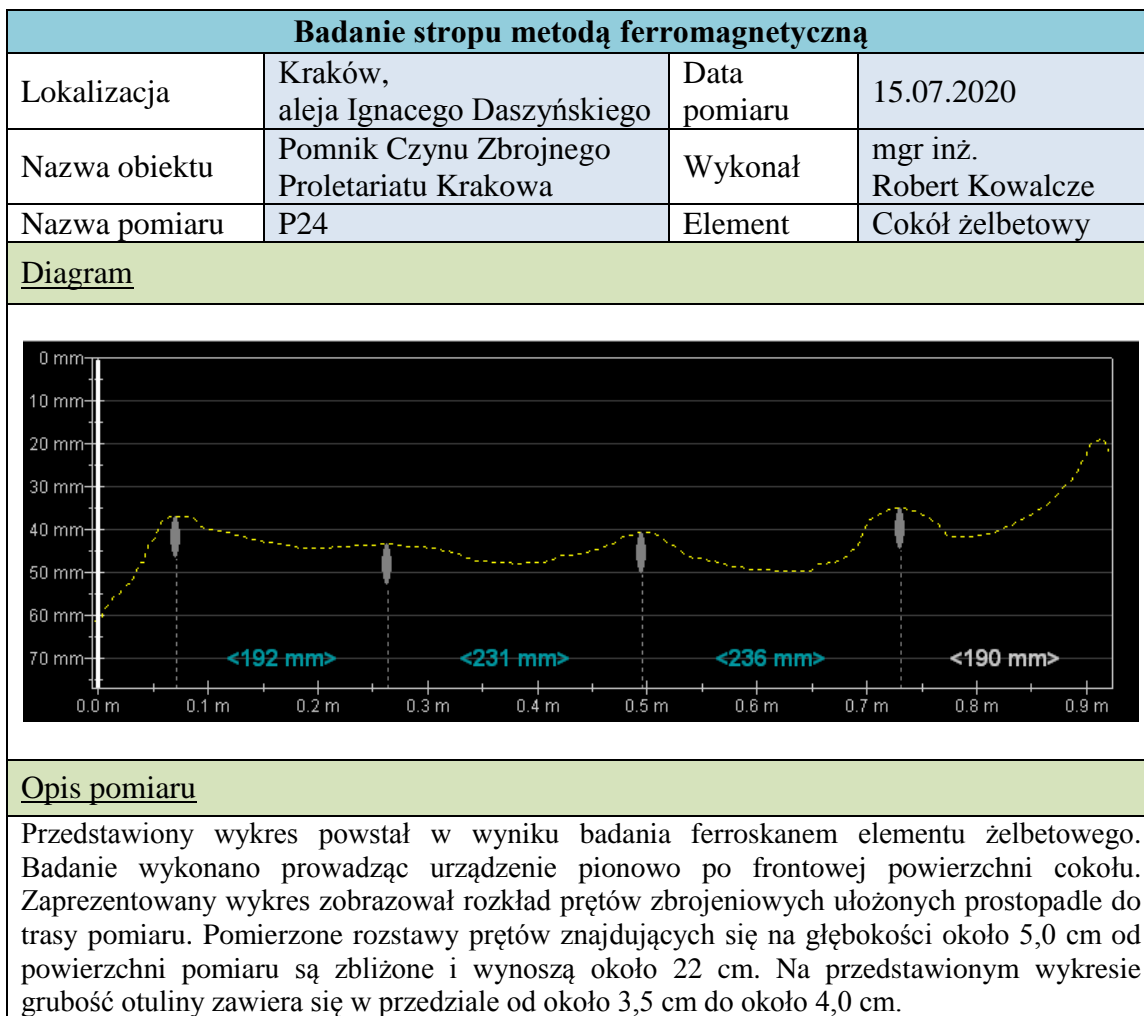 Badanie stropu metodą ferromagnetyczną
Lokalizacja
Kraków,
aleja Ignacego Daszyńskiego
Data
pomiaru
15.07.2020
Nazwa obiektu
Pomnik Czynu Zbrojnego
Proletariatu Krakowa
Wykonał
mgr inż.
Robert Kowalcze
Nazwa pomiaru
P24
Element
Cokół żelbetowy
Diagram
0 mm
10 mm
20 mm
30 mm
40 mm
50 mm
60 mm
70 mm
<192 mm> <231 mm> <236 mm> <190 mm>
0.0 m 0.1 m 0.2 m 0.3 m 0.4 m 0.5 m 0.6 m 0.7 m 0.8 m 0.9 m
Opis pomiaru
Przedstawiony wykres powstał w wyniku badania ferroskanem elementu żelbetowego.
Badanie wykonano prowadząc urządzenie pionowo po frontowej powierzchni cokołu.
Zaprezentowany wykres zobrazował rozkład prętów zbrojeniowych ułożonych prostopadle do
trasy pomiaru. Pomierzone rozstawy prętów znajdujących się na głębokości około 5,0 cm od
powierzchni pomiaru są zbliżone i wynoszą około 22 cm. Na przedstawionym wykresie
grubość otuliny zawiera się w przedziale od około 3,5 cm do około 4,0 cm.